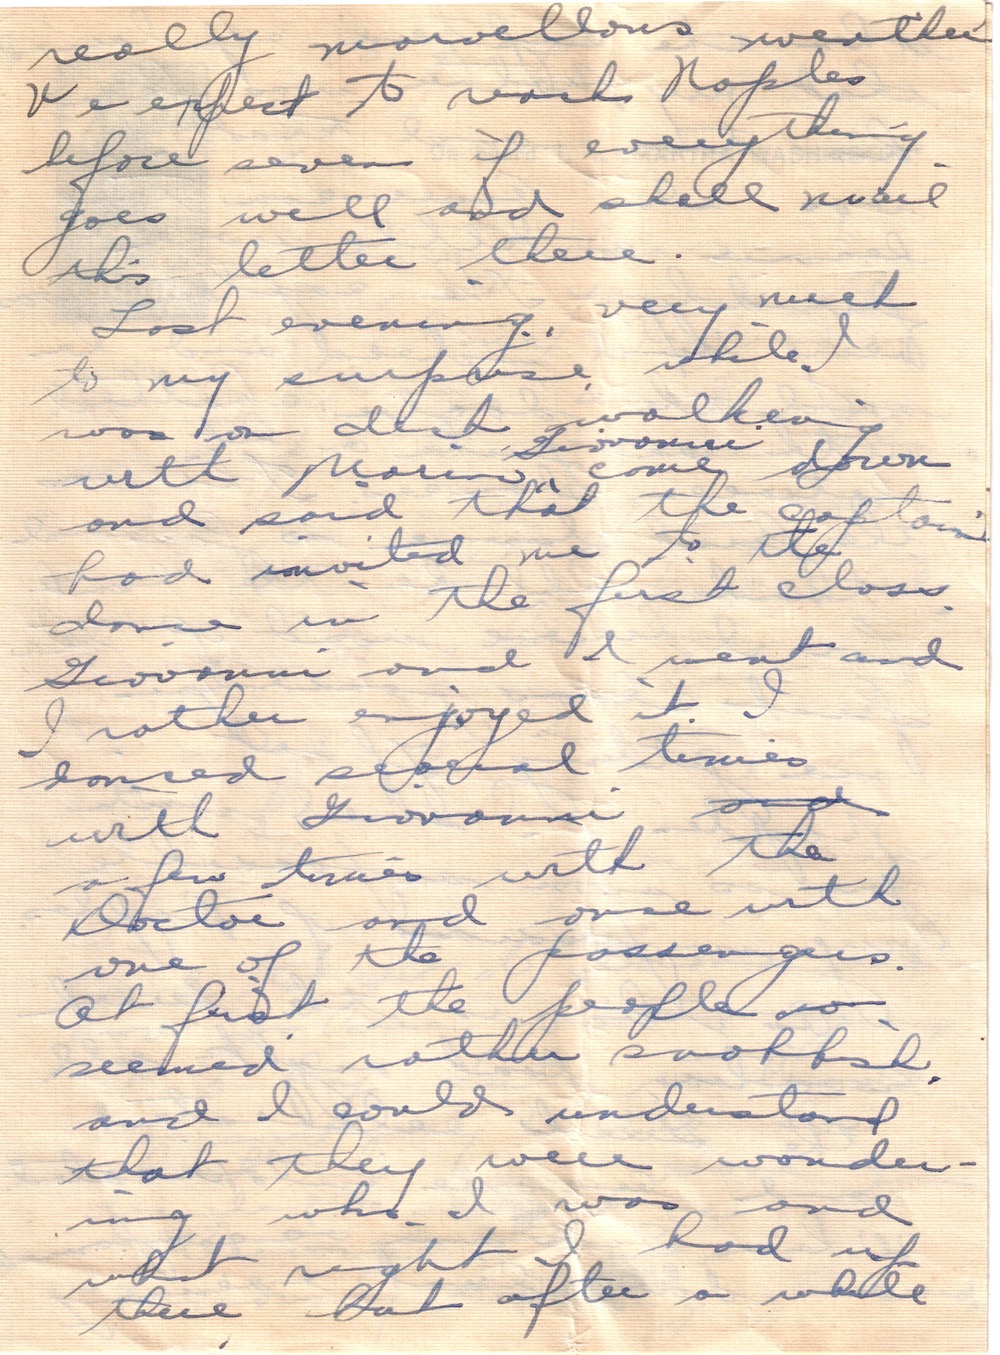 really marvellous weather
We expect to reach Naples
before seven if everything
goes well and shall mail
this letter there.
Last evening, very much
to my surprise, while I
was on deck walking
with Marino, Giovanni came down
and said that the captain
had invited me to the
dance in the first class.
Giovanni and I went and
I rather enjoyed it. I
danced several times
with Giovanni and
a few times with the
Doctor and once with
one of the passengers.
At first the people
seemed rather snobbish,
and I could understand
that they were wonder-
ing who I was and
what right I had up
there but after a while